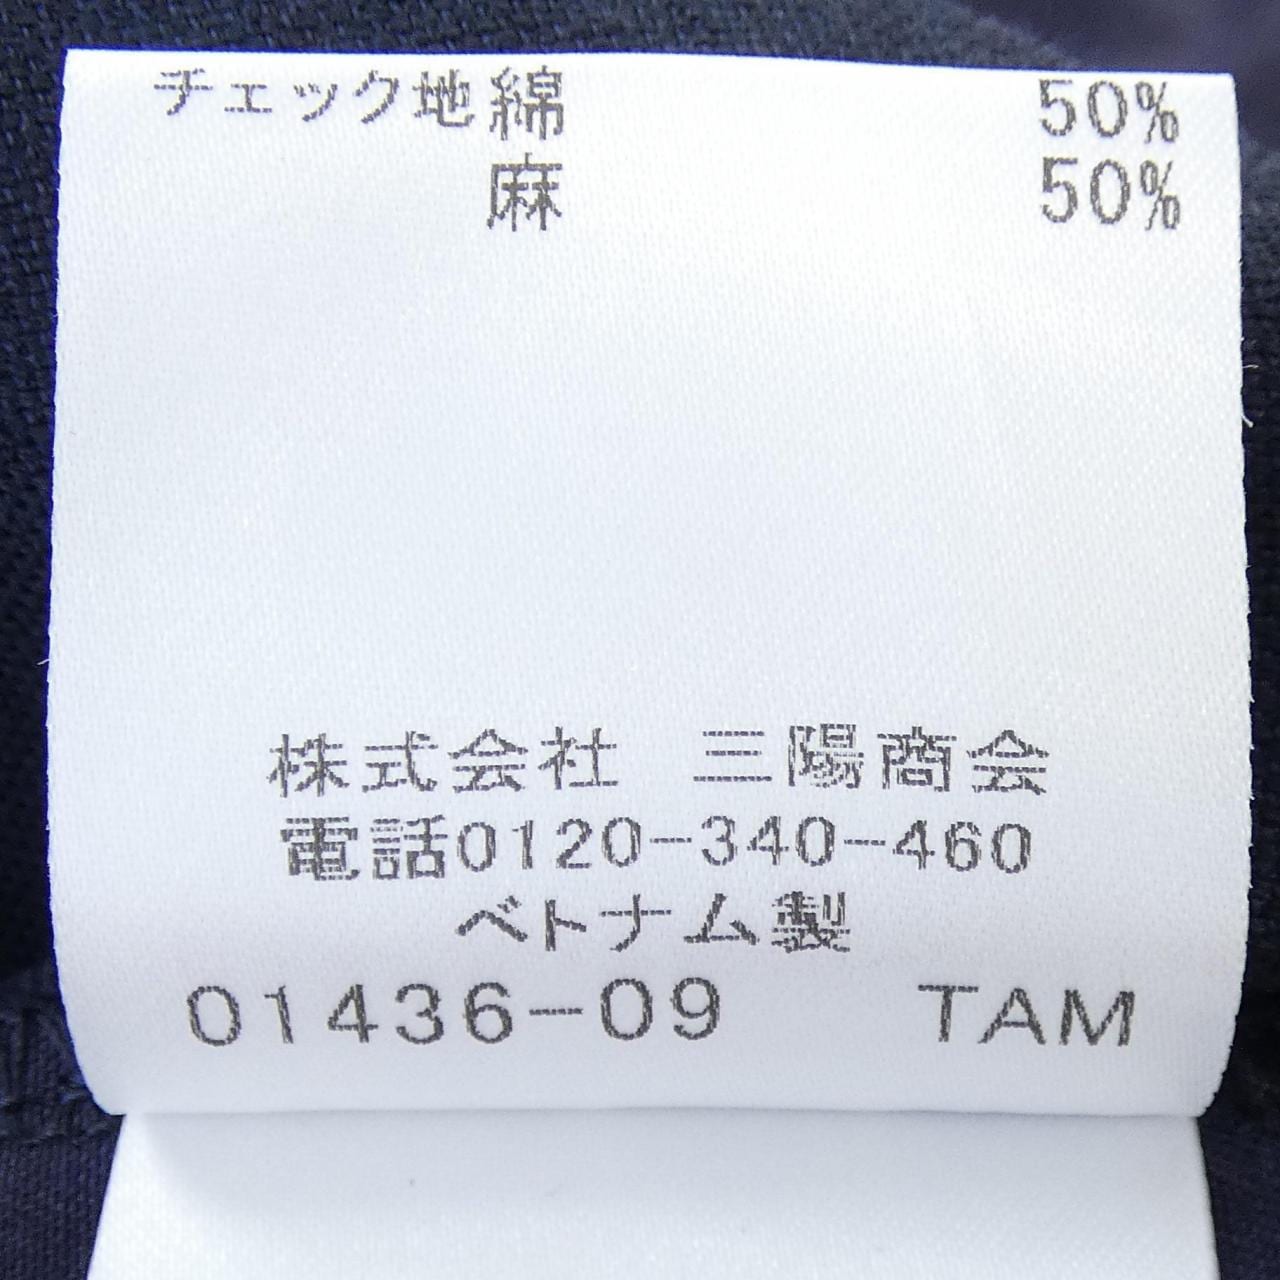 チェック地綿 50%
麻 50%
株式会社 三陽商会
電話0120-340-460
ベトナム製
01436-09 TAM